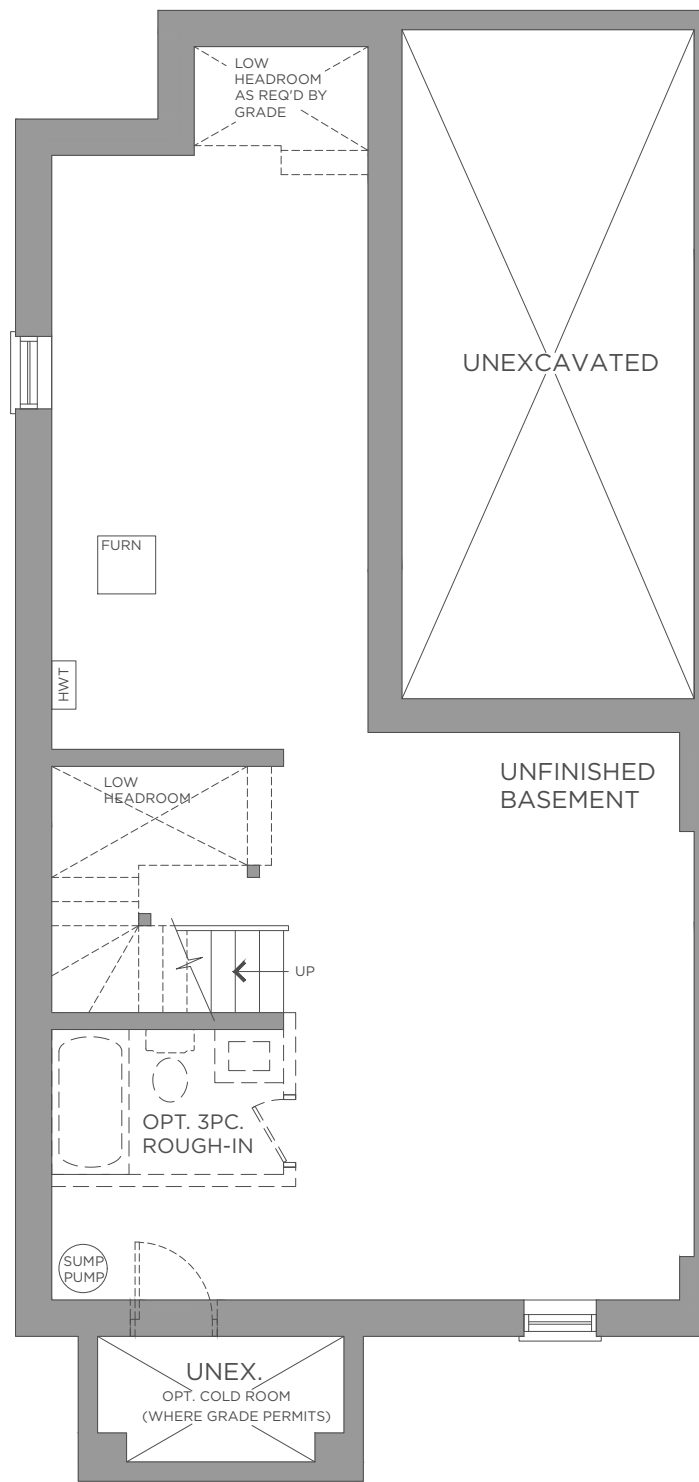 LOW
HEADROOM
AS REQ'D BY
GRADE
UNEXCAVATED
FURN
HWT
UNFINISHED
BASEMENT
LOW
HEADROOM
UP
OPT. 3PC.
ROUGH-IN
SUMP
PUMP
UNEX.
OPT. COLD ROOM
(WHERE GRADE PERMITS)